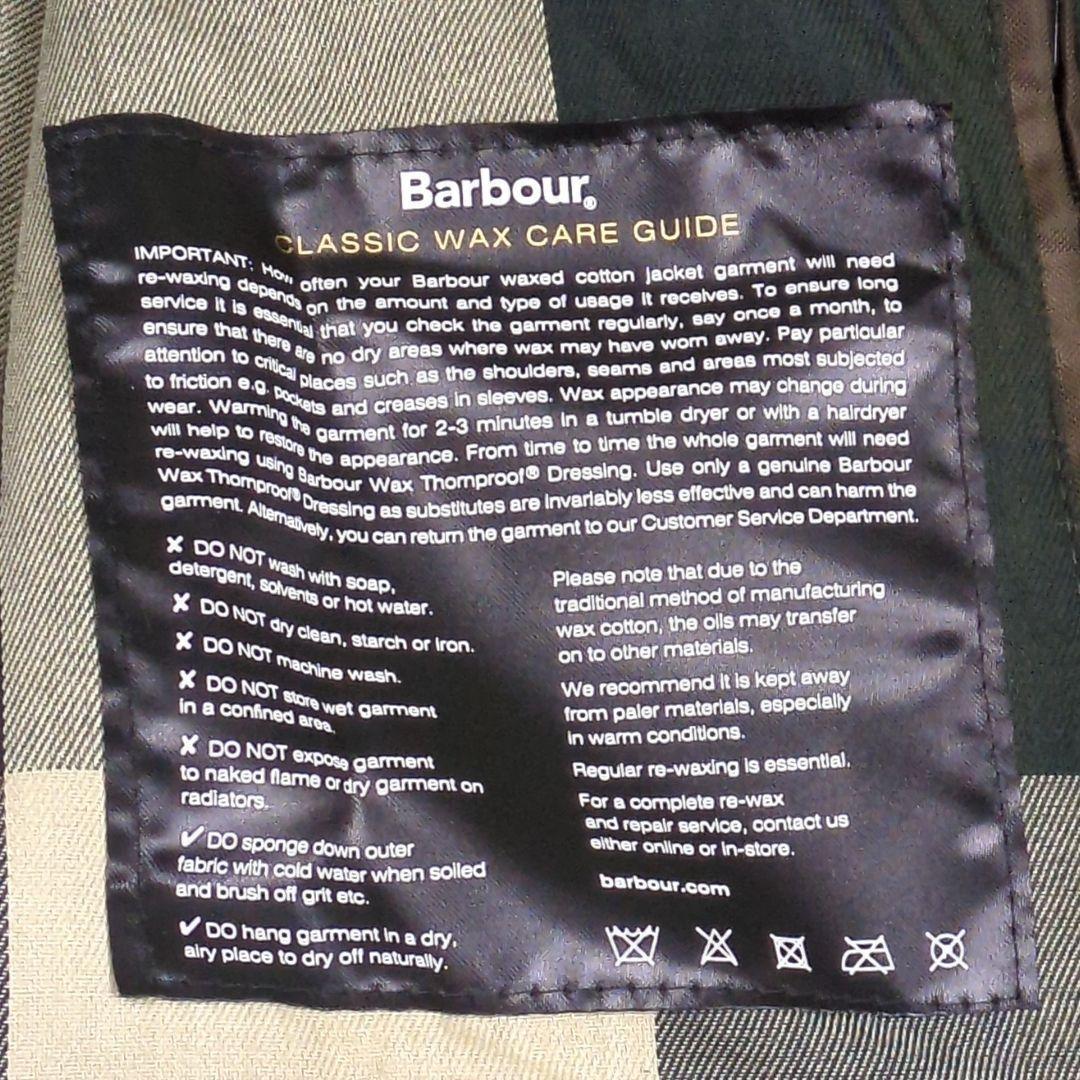 Barbour®
CLASSIC WAX CARE GUIDE
IMPORTANT: How often your Barbour waxed cotton jacket garment will need
re-waxing depends on the amount and type of usage it receives. To ensure long
service it is essential that you check the garment regularly, say once a month, to
ensure that there are no dry areas where wax may have worn away. Pay particular
attention to critical places such as the shoulders, seams and areas most subjected
to friction e.g. pockets and creases in sleeves. Wax appearance may change during
wear. Warming the garment for 2-3 minutes in a tumble dryer or with a hairdryer
will help to restore the appearance. From time to time the whole garment will need
re-waxing using Barbour Wax Thornproof® Dressing. Use only a genuine Barbour
Wax Thornproof® Dressing as substitutes are invariably less effective and can harm the
garment. Alternatively, you can return the garment to our Customer Service Department.
✘ DO NOT wash with soap,
detergent, solvents or hot water.
✘ DO NOT dry clean, starch or iron.
✘ DO NOT machine wash.
✘ DO NOT store wet garment
in a confined area.
✘ DO NOT expose garment
to naked flame or dry garment on
radiators.
✔ DO sponge down outer
fabric with cold water when soiled
and brush off grit etc.
✔ DO hang garment in a dry,
airy place to dry off naturally.
Please note that due to the
traditional method of manufacturing
wax cotton, the oils may transfer
on to other materials.
We recommend it is kept away
from paler materials, especially
in warm conditions.
Regular re-waxing is essential.
For a complete re-wax
and repair service, contact us
either online or in-store.
barbour.com